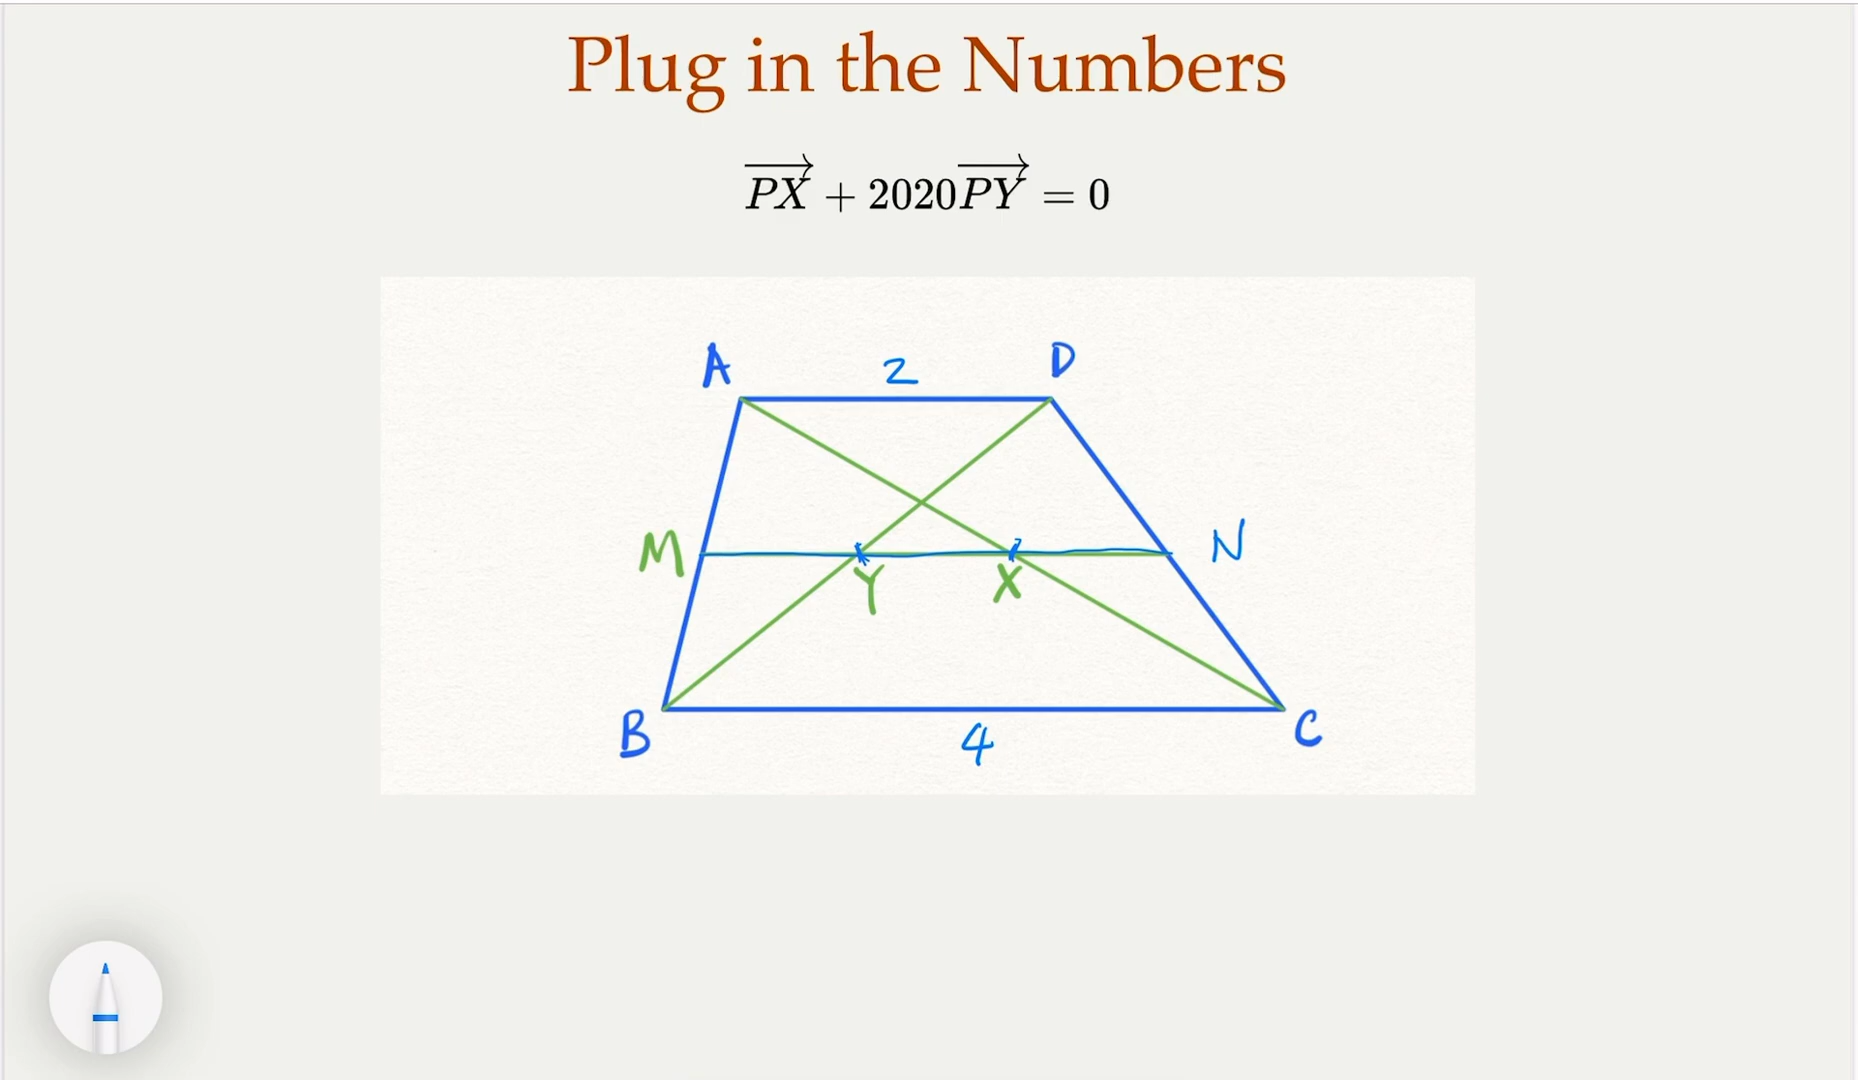 Plug in the Numbers
$\overrightarrow{PX} + 2020\overrightarrow{PY} = 0$
A 2 D
M N
Y X
B 4 C